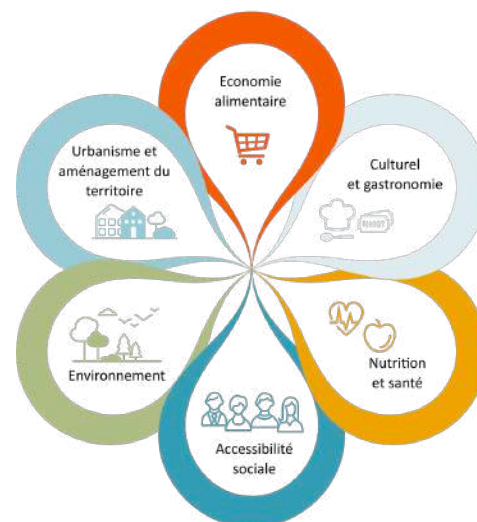 Economie
alimentaire
Culturel
et gastronomie
Nutrition
et santé
Accessibilité
sociale
Environnement
Urbanisme et
aménagement du
territoire